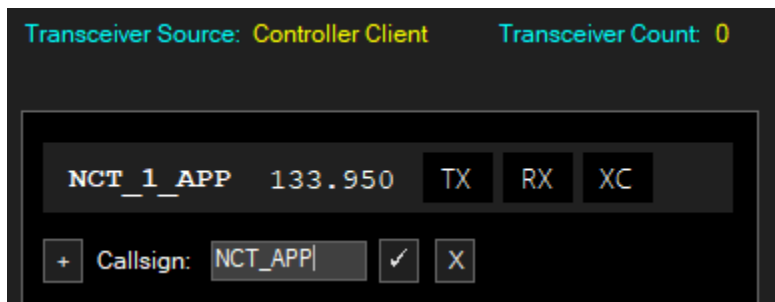 Transceiver Source: Controller Client Transceiver Count: 0
NCT_1_APP 133.950 TX RX XC
+ Callsign: NCT_APP ✓ X